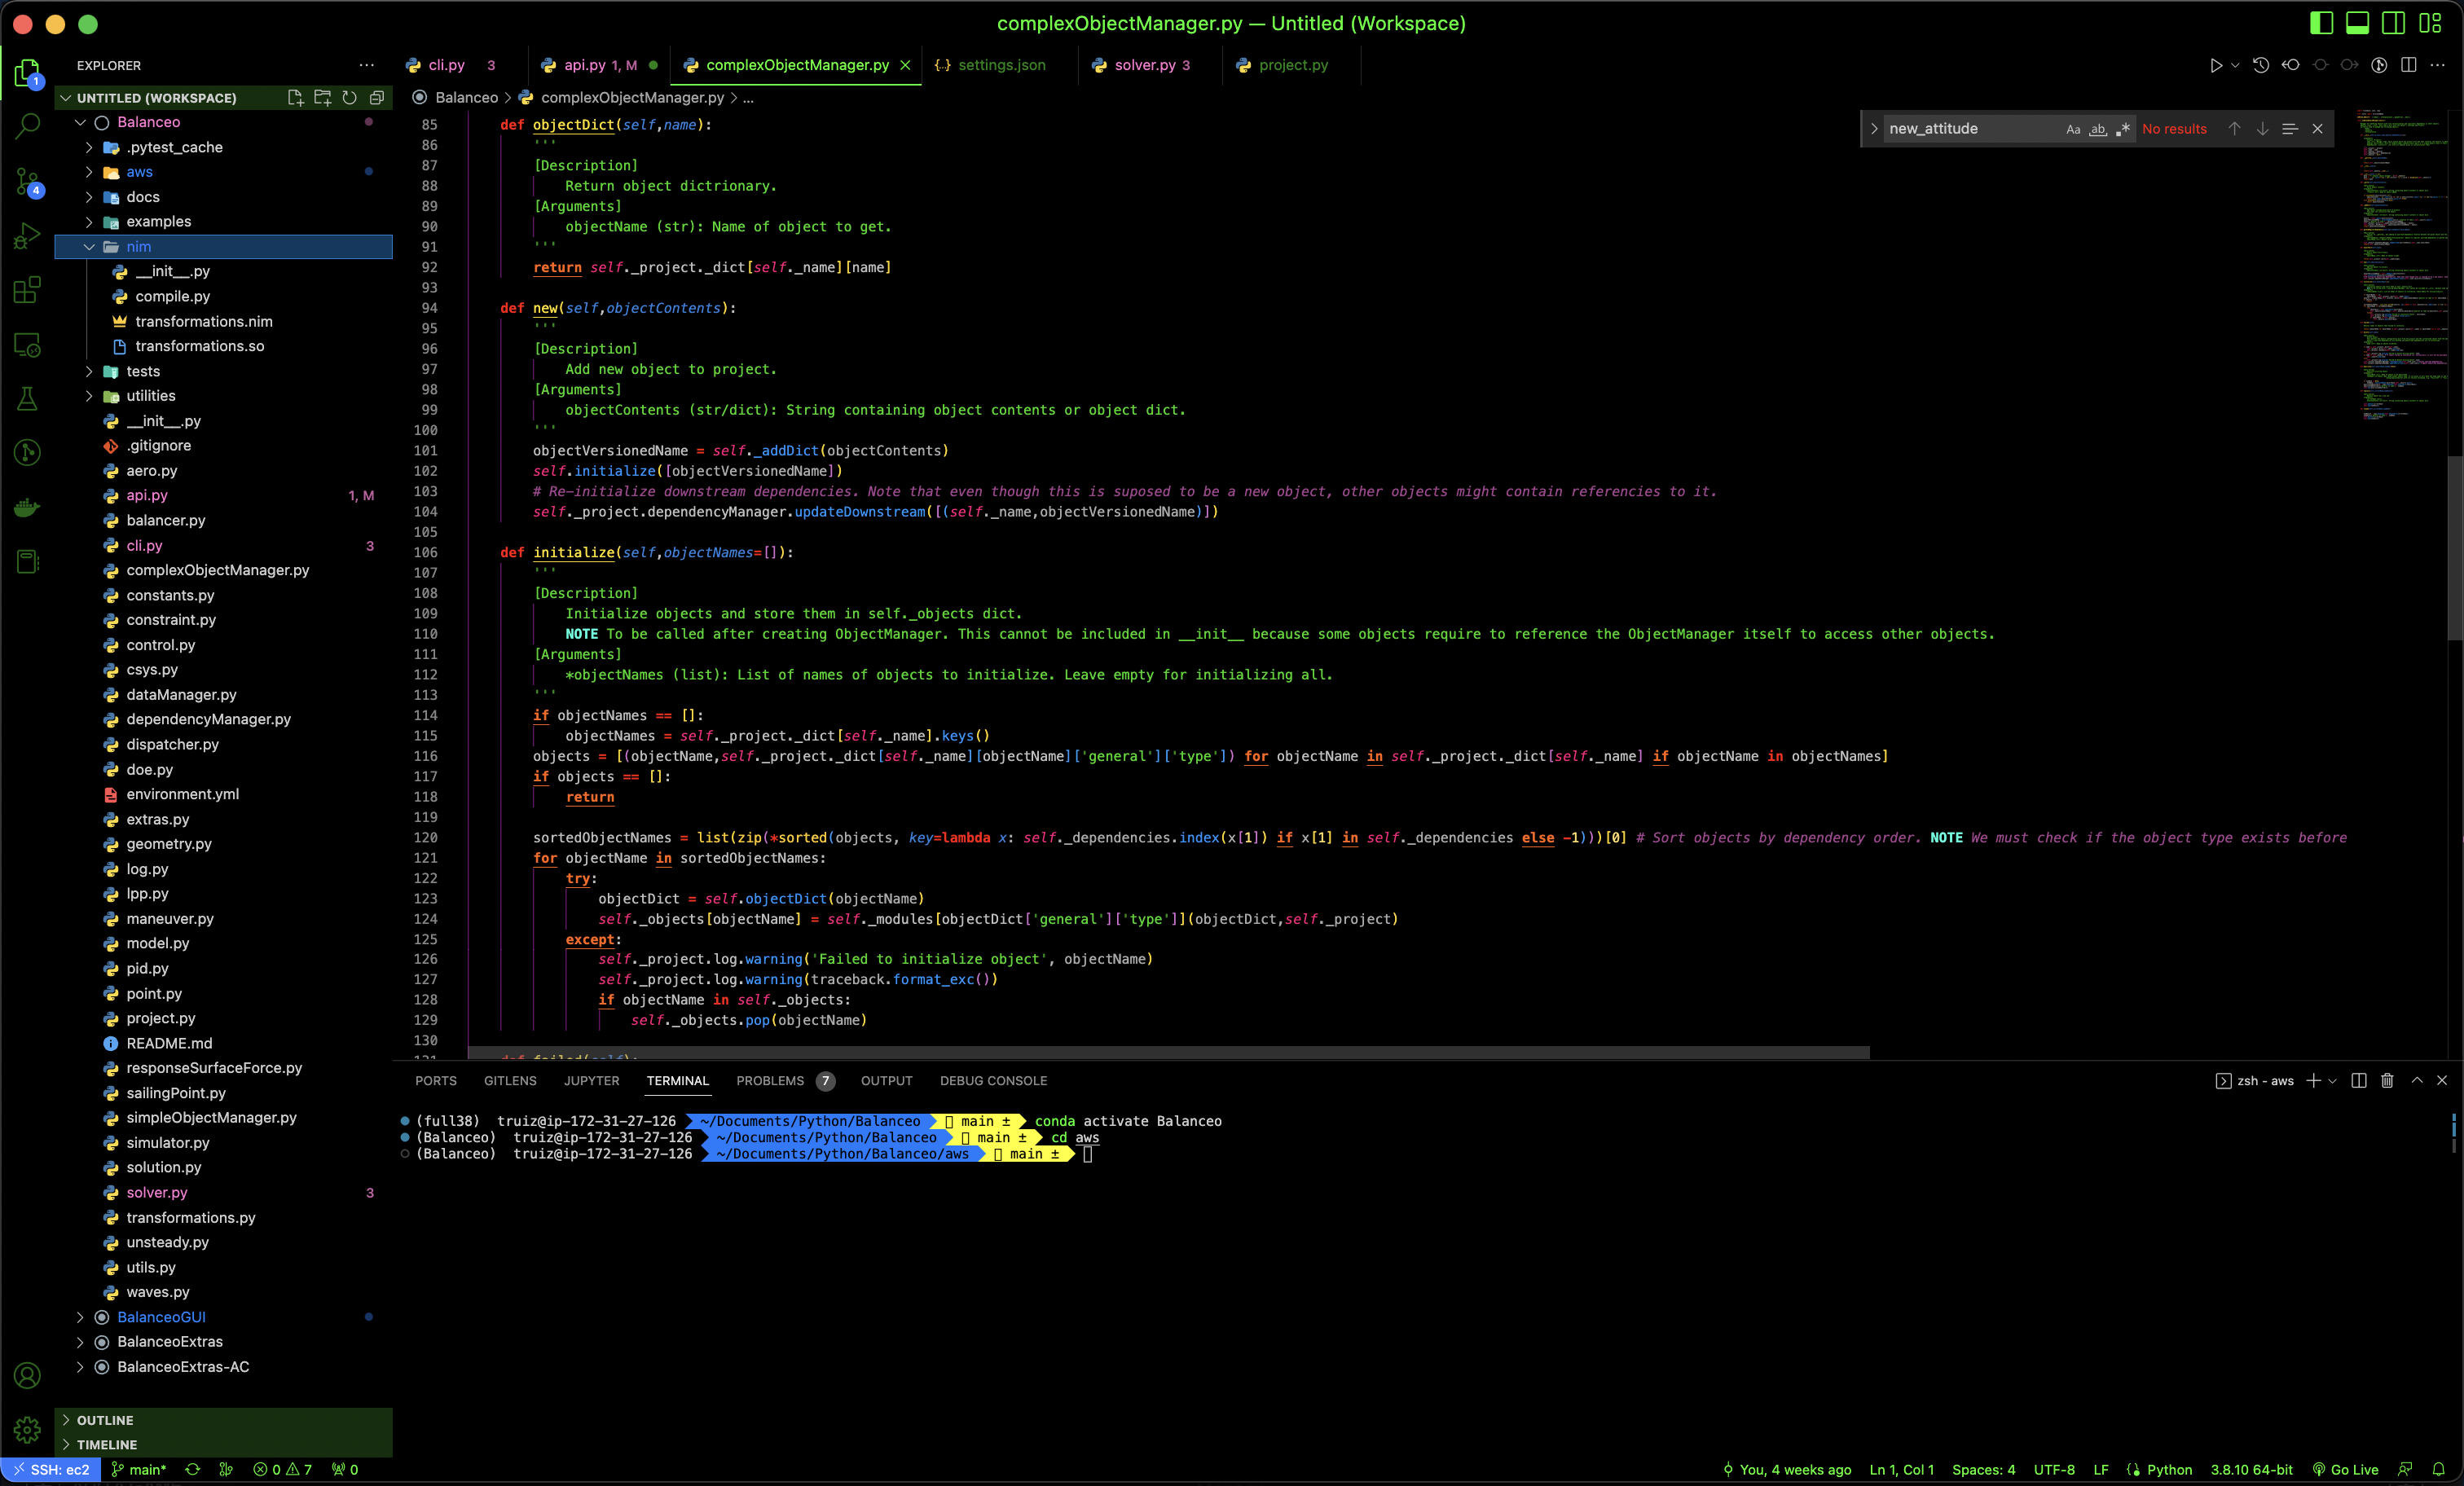 complexObjectManager.py — Untitled (Workspace)
EXPLORER
cli.py 3
api.py 1, M
complexObjectManager.py
{..} settings.json
solver.py 3
project.py
UNTITLED (WORKSPACE)
Balanceo > complexObjectManager.py > ...
new_attitude
Aa
ab
.*
No results
1
4
Balanceo
.pytest_cache
aws
docs
examples
nim
__init__.py
compile.py
transformations.nim
transformations.so
tests
utilities
__init__.py
.gitignore
aero.py
api.py 1, M
balancer.py
cli.py 3
complexObjectManager.py
constants.py
constraint.py
control.py
csys.py
dataManager.py
dependencyManager.py
dispatcher.py
doe.py
environment.yml
extras.py
geometry.py
log.py
lpp.py
maneuver.py
model.py
pid.py
point.py
project.py
README.md
responseSurfaceForce.py
sailingPoint.py
simpleObjectManager.py
simulator.py
solution.py
solver.py 3
transformations.py
unsteady.py
utils.py
waves.py
BalanceoGUI
BalanceoExtras
BalanceoExtras-AC
OUTLINE
TIMELINE
85 def objectDict(self,name):
86 '''
87 [Description]
88 Return object dictrionary.
89 [Arguments]
90 objectName (str): Name of object to get.
91 '''
92 return self._project._dict[self._name][name]
93
94 def new(self,objectContents):
95 '''
96 [Description]
97 Add new object to project.
98 [Arguments]
99 objectContents (str/dict): String containing object contents or object dict.
100 '''
101 objectVersionedName = self._addDict(objectContents)
102 self.initialize([objectVersionedName])
103 # Re-initialize downstream dependencies. Note that even though this is suposed to be a new object, other objects might contain referencies to it.
104 self._project.dependencyManager.updateDownstream([(self._name,objectVersionedName)])
105
106 def initialize(self,objectNames=[]):
107 '''
108 [Description]
109 Initialize objects and store them in self._objects dict.
110 NOTE To be called after creating ObjectManager. This cannot be included in __init__ because some objects require to reference the ObjectManager itself to access other objects.
111 [Arguments]
112 *objectNames (list): List of names of objects to initialize. Leave empty for initializing all.
113 '''
114 if objectNames == []:
115 objectNames = self._project._dict[self._name].keys()
116 objects = [(objectName,self._project._dict[self._name][objectName]['general']['type']) for objectName in self._project._dict[self._name] if objectName in objectNames]
117 if objects == []:
118 return
119
120 sortedObjectNames = list(zip(*sorted(objects, key=lambda x: self._dependencies.index(x[1]) if x[1] in self._dependencies else -1)))[0] # Sort objects by dependency order. NOTE We must check if the object type exists before
121 for objectName in sortedObjectNames:
122 try:
123 objectDict = self.objectDict(objectName)
124 self._objects[objectName] = self._modules[objectDict['general']['type']](objectDict,self._project)
125 except:
126 self._project.log.warning('Failed to initialize object', objectName)
127 self._project.log.warning(traceback.format_exc())
128 if objectName in self._objects:
129 self._objects.pop(objectName)
130
131 def failed(self):
PORTS GITLENS JUPYTER TERMINAL PROBLEMS 7 OUTPUT DEBUG CONSOLE
zsh - aws
(full38) truiz@ip-172-31-27-126 ~/Documents/Python/Balanceo main ± conda activate Balanceo
(Balanceo) truiz@ip-172-31-27-126 ~/Documents/Python/Balanceo main ± cd aws
(Balanceo) truiz@ip-172-31-27-126 ~/Documents/Python/Balanceo/aws main ±
SSH: ec2 main* 0 7 0
You, 4 weeks ago Ln 1, Col 1 Spaces: 4 UTF-8 LF Python 3.8.10 64-bit Go Live